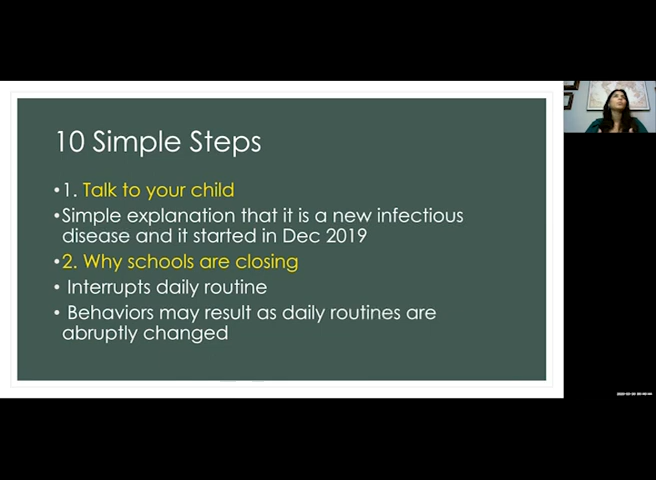 10 Simple Steps
•1. Talk to your child
•Simple explanation that it is a new infectious
disease and it started in Dec 2019
•2. Why schools are closing
• Interrupts daily routine
• Behaviors may result as daily routines are
abruptly changed